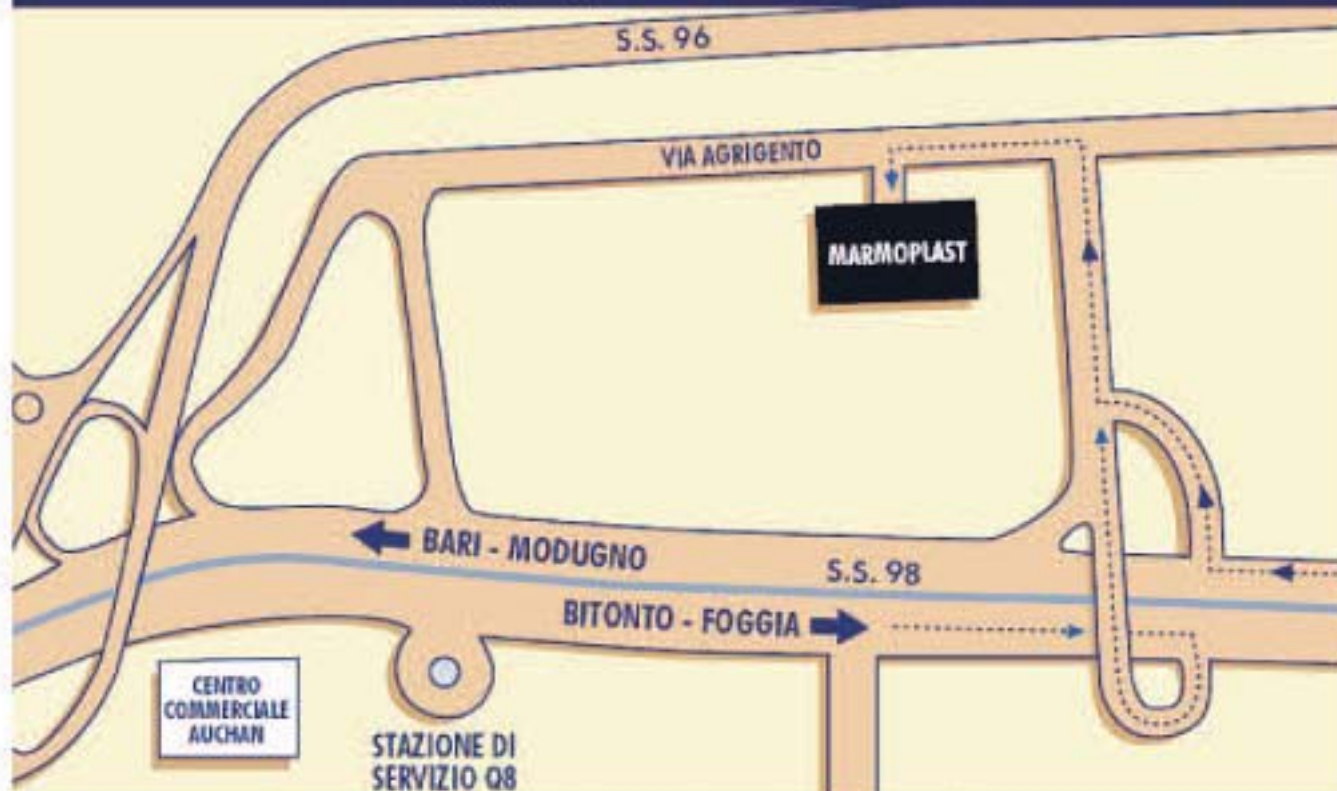 S.S. 96
VIA AGRIGENTO
MARMOPLAST
BARI - MODUGNO
S.S. 98
BITONTO - FOGGIA
CENTRO
COMMERCIALE
AUCHAN
STAZIONE DI
SERVIZIO Q8